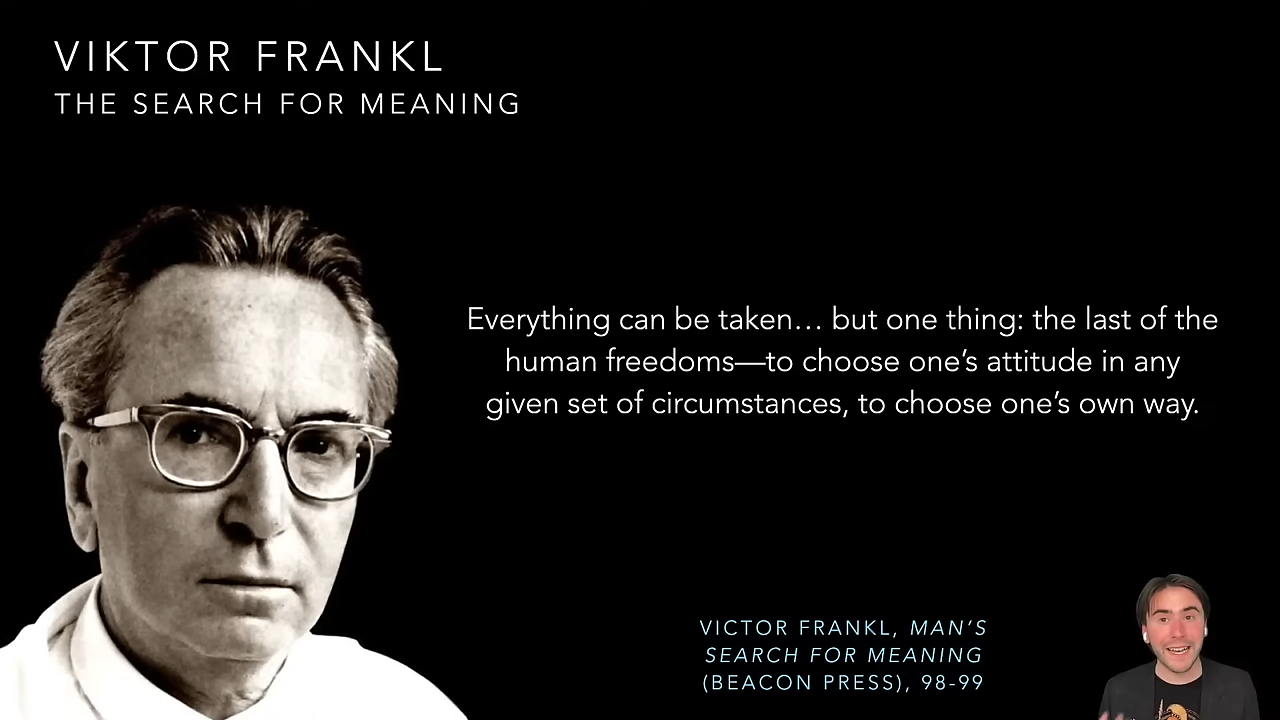 VIKTOR FRANKL
THE SEARCH FOR MEANING
Everything can be taken… but one thing: the last of the
human freedoms—to choose one’s attitude in any
given set of circumstances, to choose one’s own way.
VICTOR FRANKL, MAN’S
SEARCH FOR MEANING
(BEACON PRESS), 98-99